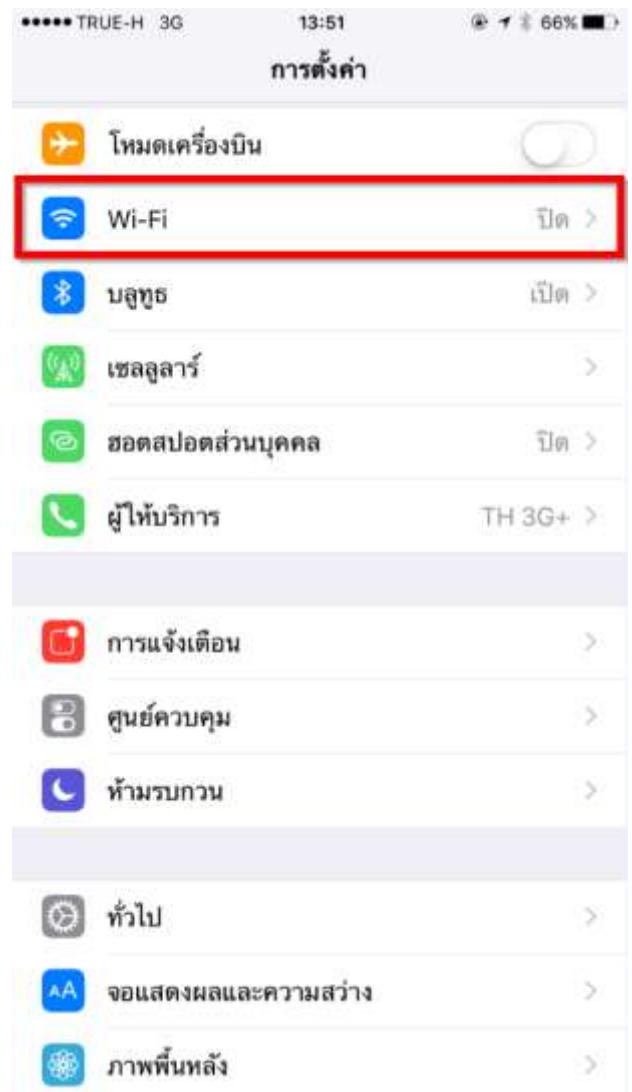 TRUE-H 3G 13:51 66%
การตั้งค่า
โหมดเครื่องบิน
Wi-Fi ปิด
บลูทูธ เปิด
เซลลูลาร์
ฮอตสปอตส่วนบุคคล ปิด
ผู้ให้บริการ TH 3G+
การแจ้งเตือน
ศูนย์ควบคุม
ห้ามรบกวน
ทั่วไป
AA จอแสดงผลและความสว่าง
ภาพพื้นหลัง